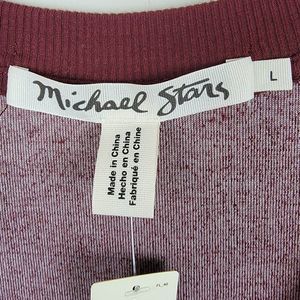 Michael Stars
L
Made in China
Hecho en China
Fabriqué en Chine